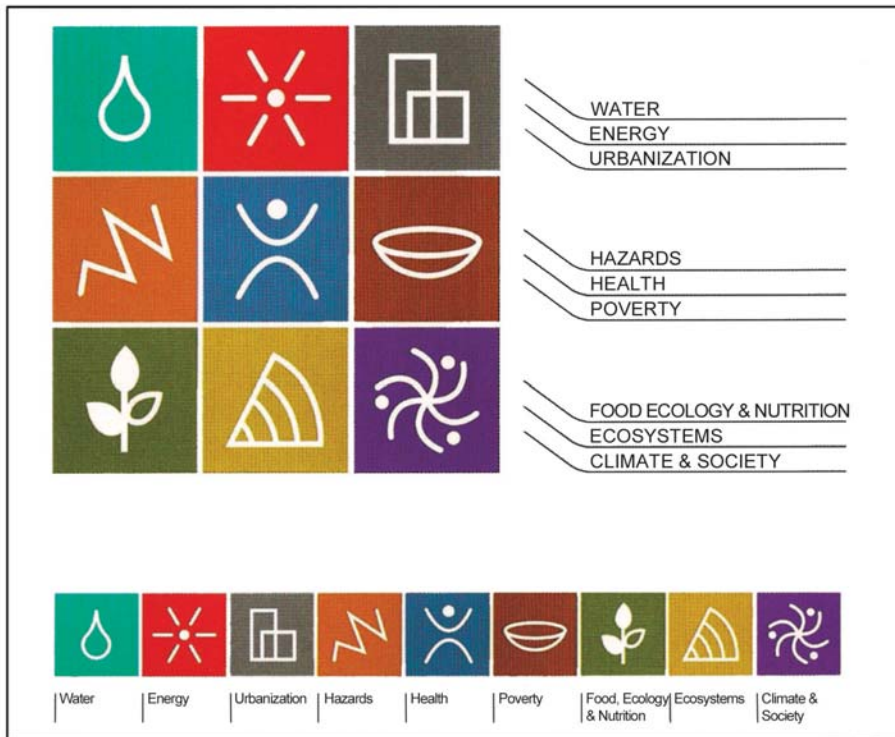 WATER
ENERGY
URBANIZATION
HAZARDS
HEALTH
POVERTY
FOOD ECOLOGY & NUTRITION
ECOSYSTEMS
CLIMATE & SOCIETY
Water
Energy
Urbanization
Hazards
Health
Poverty
Food, Ecology
& Nutrition
Ecosystems
Climate &
Society